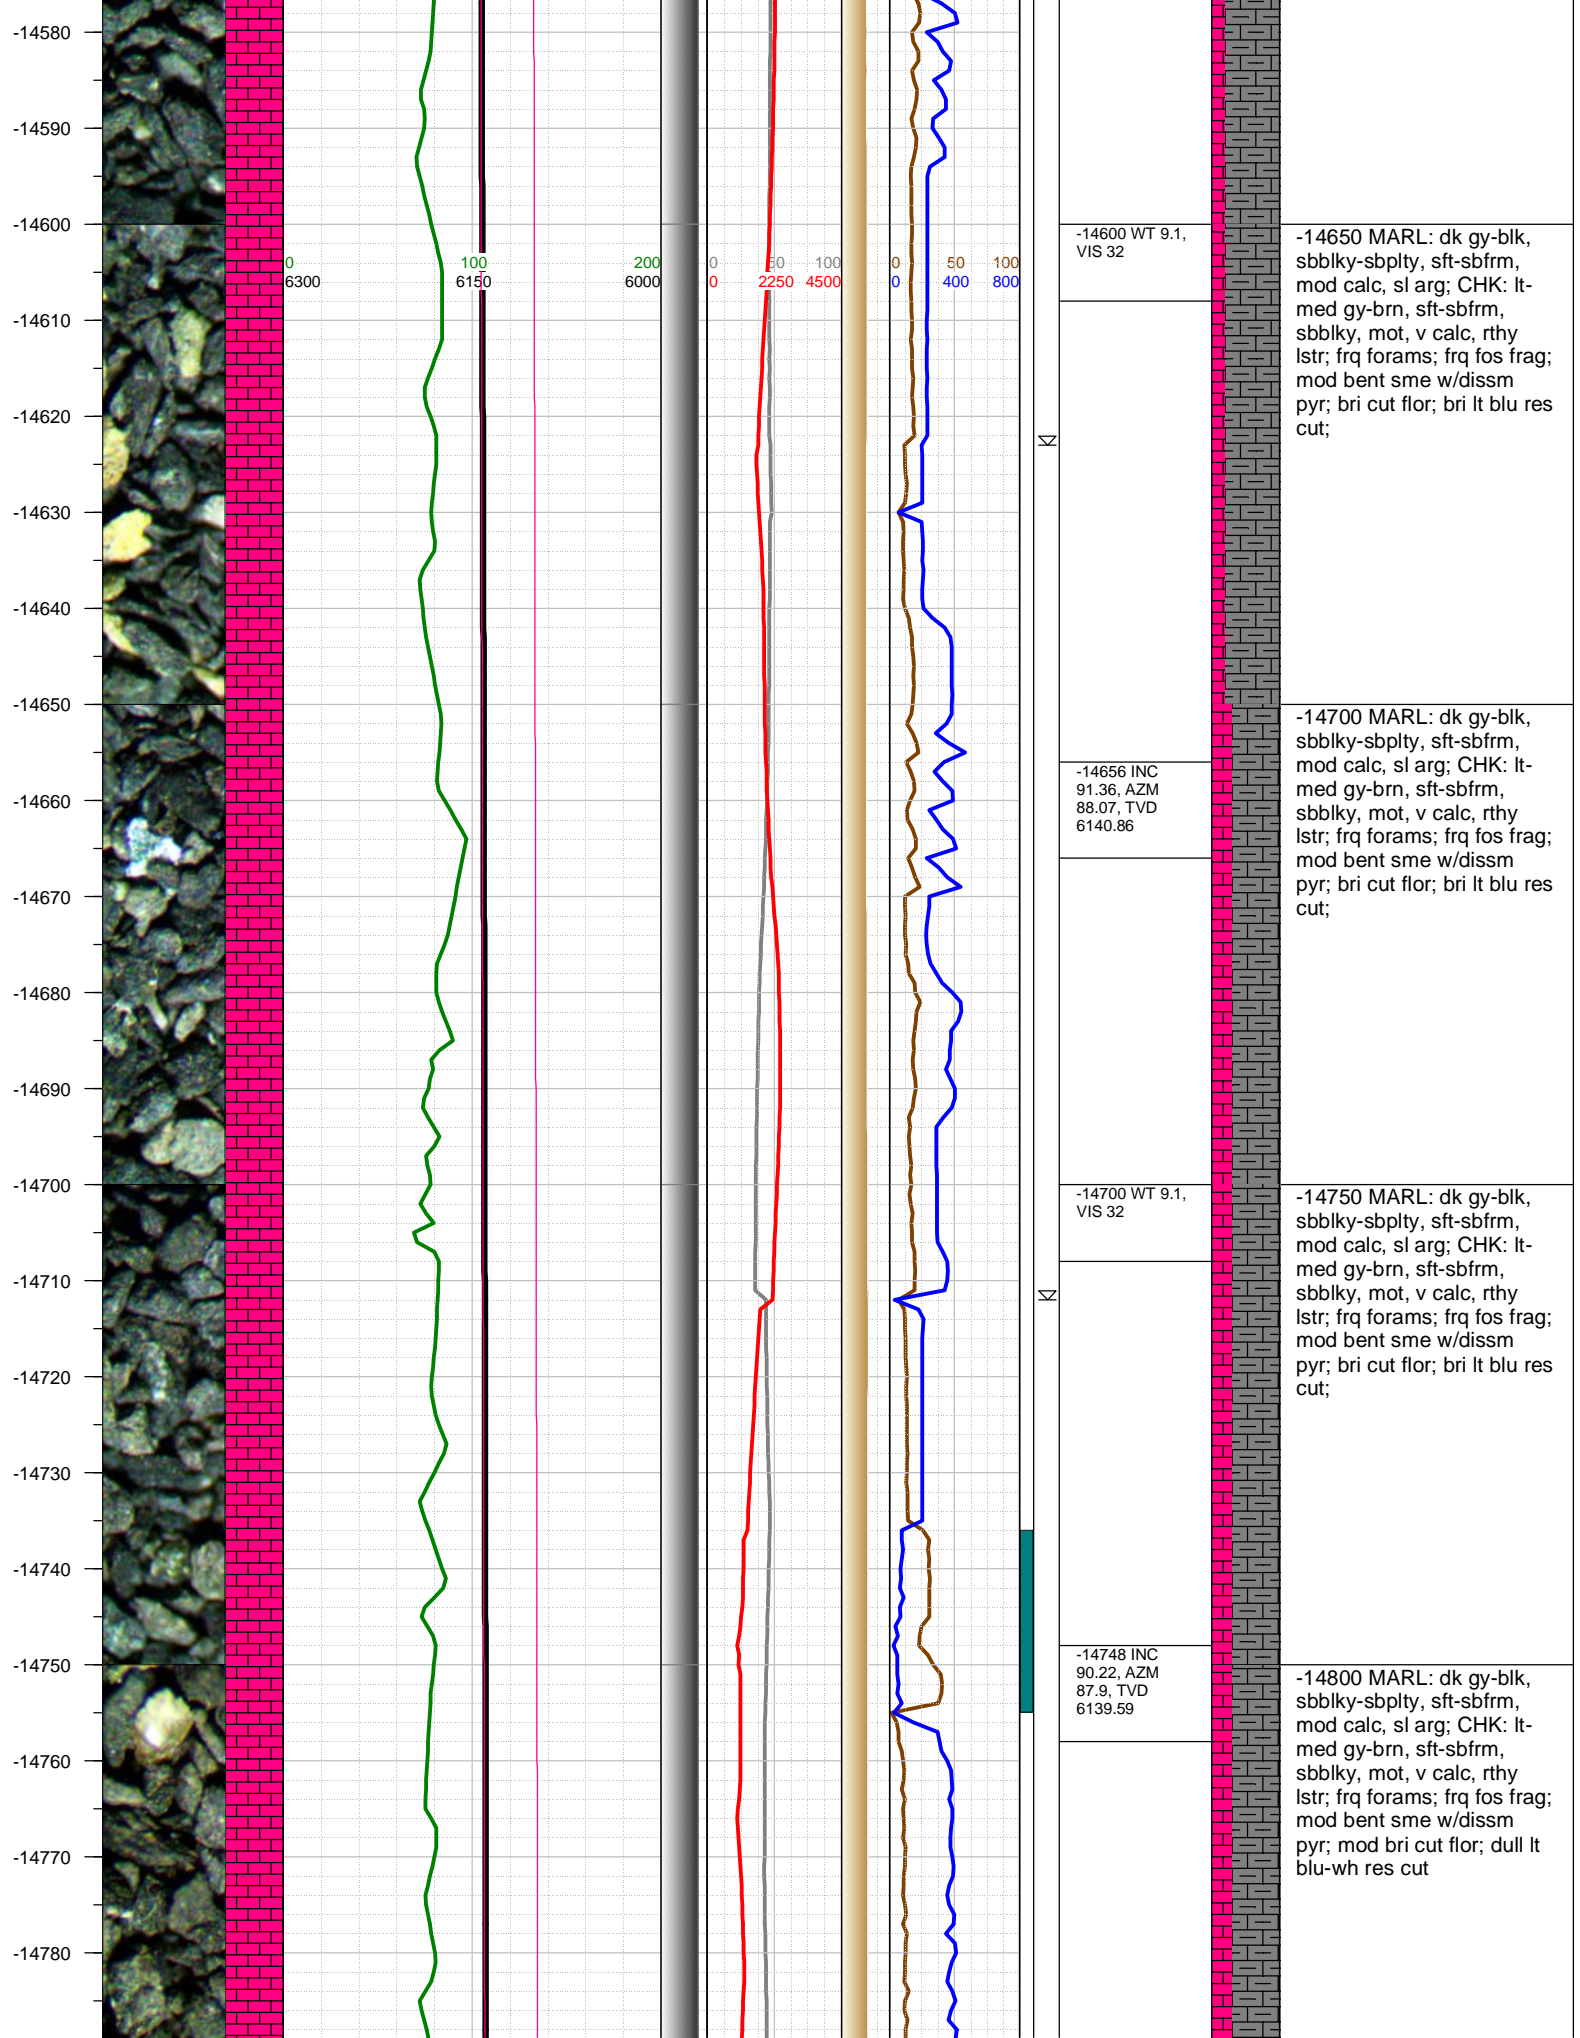 -14580
-14590
-14600
-14610
-14620
-14630
-14640
-14650
-14660
-14670
-14680
-14690
-14700
-14710
-14720
-14730
-14740
-14750
-14760
-14770
-14780
0 100 200
6300 6150 6000
0 50 100
0 2250 4500
0 50 100
0 400 800
-14600 WT 9.1,
VIS 32
-14656 INC
91.36, AZM
88.07, TVD
6140.86
-14700 WT 9.1,
VIS 32
-14748 INC
90.22, AZM
87.9, TVD
6139.59
-14650 MARL: dk gy-blk,
sbblky-sbplty, sft-sbfrm,
mod calc, sl arg; CHK: lt-
med gy-brn, sft-sbfrm,
sbblky, mot, v calc, rthy
lstr; frq forams; frq fos frag;
mod bent sme w/dissm
pyr; bri cut flor; bri lt blu res
cut;
-14700 MARL: dk gy-blk,
sbblky-sbplty, sft-sbfrm,
mod calc, sl arg; CHK: lt-
med gy-brn, sft-sbfrm,
sbblky, mot, v calc, rthy
lstr; frq forams; frq fos frag;
mod bent sme w/dissm
pyr; bri cut flor; bri lt blu res
cut;
-14750 MARL: dk gy-blk,
sbblky-sbplty, sft-sbfrm,
mod calc, sl arg; CHK: lt-
med gy-brn, sft-sbfrm,
sbblky, mot, v calc, rthy
lstr; frq forams; frq fos frag;
mod bent sme w/dissm
pyr; bri cut flor; bri lt blu res
cut;
-14800 MARL: dk gy-blk,
sbblky-sbplty, sft-sbfrm,
mod calc, sl arg; CHK: lt-
med gy-brn, sft-sbfrm,
sbblky, mot, v calc, rthy
lstr; frq forams; frq fos frag;
mod bent sme w/dissm
pyr; mod bri cut flor; dull lt
blu-wh res cut